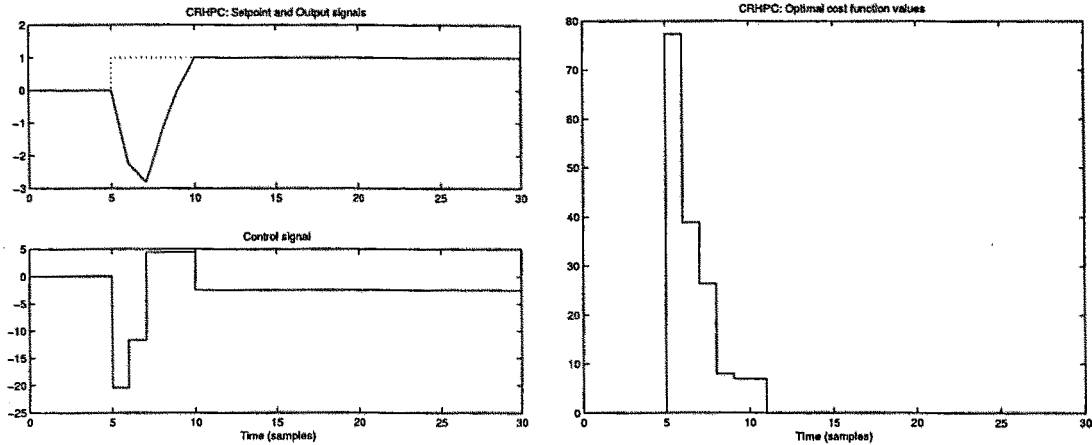 CRHPC: Setpoint and Output signals
2
1
0
−1
−2
−3
0 5 10 15 20 25 30
Control signal
5
0
−5
−10
−15
−20
−25
0 5 10 15 20 25 30
Time (samples)
CRHPC: Optimal cost function values
80
70
60
50
40
30
20
10
0
0 5 10 15 20 25 30
Time (samples)